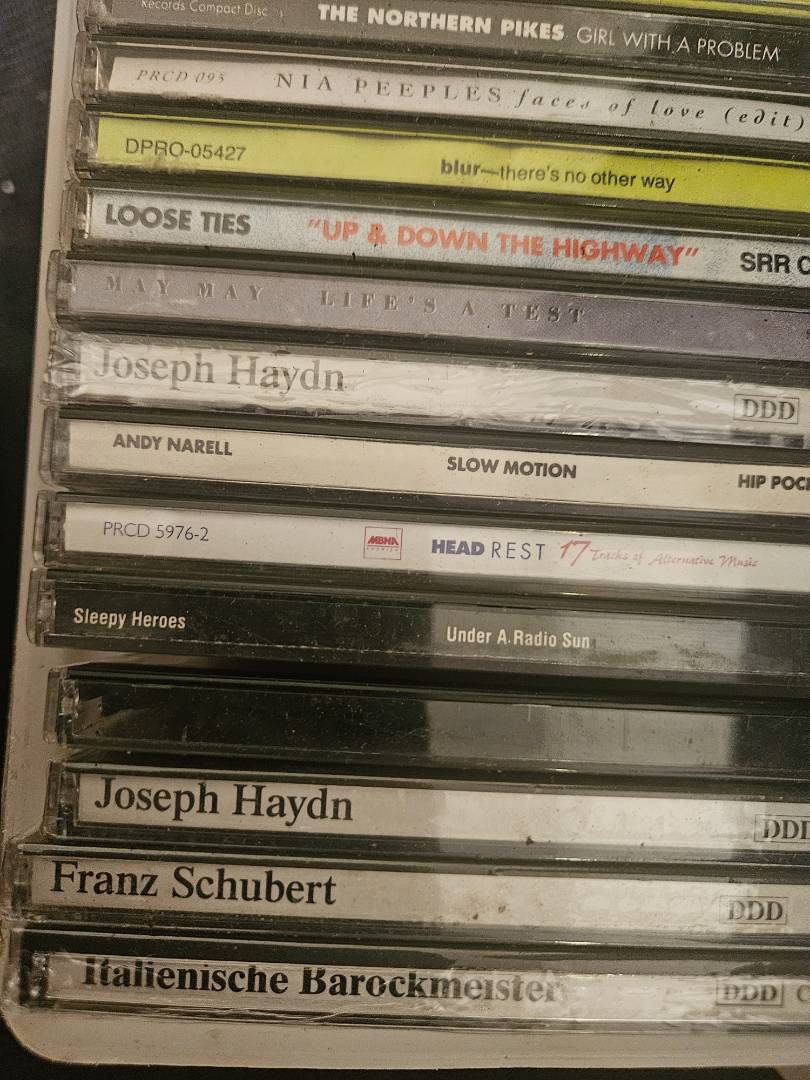 Records Compact Disc THE NORTHERN PIKES GIRL WITH A PROBLEM
PRCD 095 NIA PEEPLES faces of love (edit)
DPRO-05427 blur—there's no other way
LOOSE TIES "UP & DOWN THE HIGHWAY" SRR C
MAY MAY LIFE'S A TEST
Joseph Haydn DDD
ANDY NARELL SLOW MOTION HIP POC
PRCD 5976-2 MBNA HEAD REST 17 Tracks of Alternative Music
Sleepy Heroes Under A Radio Sun
Joseph Haydn DDD
Franz Schubert DDD
Italienische Barockmeister DDD C